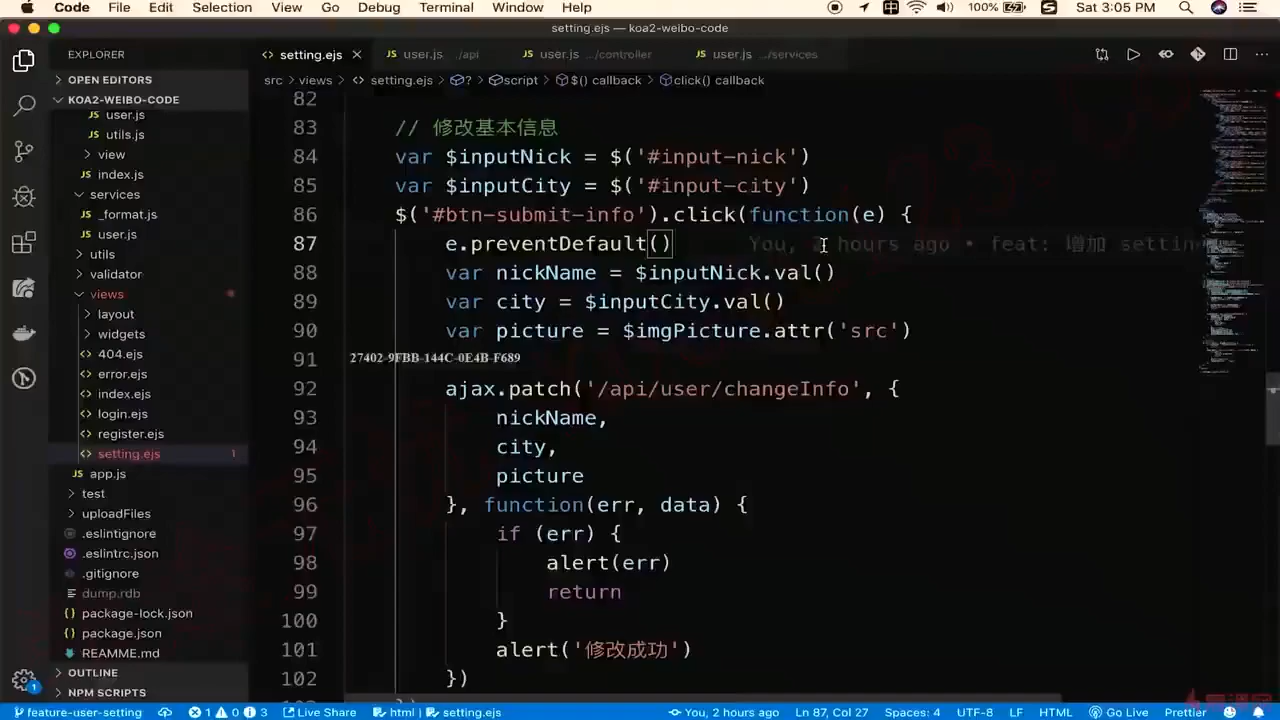 Code File Edit Selection View Go Debug Terminal Window Help 100% Sat 3:05 PM
setting.ejs — koa2-weibo-code
EXPLORER
setting.ejs user.js .../api user.js .../controller user.js .../services
OPEN EDITORS
src views setting.ejs ? script $() callback click() callback
KOA2-WEIBO-CODE
user.js
utils.js
view
index.js
services
_format.js
user.js
utils
validator
views
layout
widgets
404.ejs
error.ejs
index.ejs
login.ejs
register.ejs
setting.ejs 1
app.js
test
uploadFiles
.eslintignore
.eslintrc.json
.gitignore
dump.rdb
package-lock.json
package.json
README.md
OUTLINE
NPM SCRIPTS
82
83 // 修改基本信息
84 var $inputNick = $('#input-nick')
85 var $inputCity = $('#input-city')
86 $('#btn-submit-info').click(function(e) {
87 e.preventDefault() You, 2 hours ago • feat: 增加 settin
88 var nickName = $inputNick.val()
89 var city = $inputCity.val()
90 var picture = $imgPicture.attr('src')
91
27402-9FBB-144C-0E4B-F689
92 ajax.patch('/api/user/changeInfo', {
93 nickName,
94 city,
95 picture
96 }, function(err, data) {
97 if (err) {
98 alert(err)
99 return
100 }
101 alert('修改成功')
102 })
1
feature-user-setting 1 0 3 Live Share html setting.ejs You, 2 hours ago Ln 87, Col 27 Spaces: 4 UTF-8 LF HTML Go Live Prettier